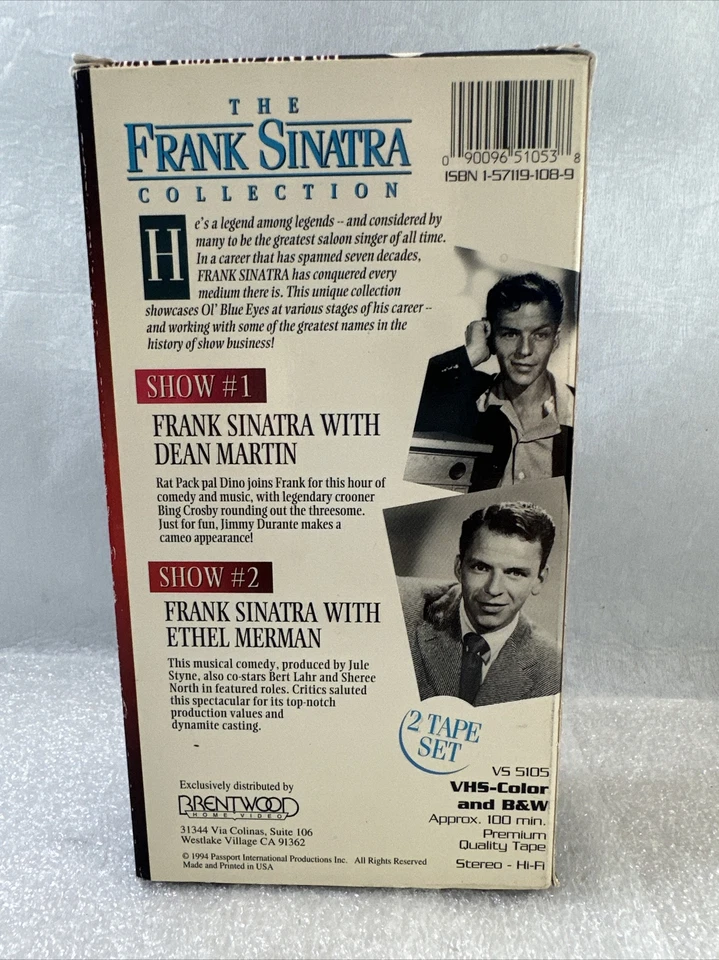 THE
FRANK SINATRA
COLLECTION
0 90096 51053 8
ISBN 1-57119-108-9
He's a legend among legends -- and considered by
many to be the greatest saloon singer of all time.
In a career that has spanned seven decades,
FRANK SINATRA has conquered every
medium there is. This unique collection
showcases Ol' Blue Eyes at various stages of his career --
and working with some of the greatest names in the
history of show business!
SHOW #1
FRANK SINATRA WITH
DEAN MARTIN
Rat Pack pal Dino joins Frank for this hour of
comedy and music, with legendary crooner
Bing Crosby rounding out the threesome.
Just for fun, Jimmy Durante makes a
cameo appearance!
SHOW #2
FRANK SINATRA WITH
ETHEL MERMAN
This musical comedy, produced by Jule
Styne, also co-stars Bert Lahr and Sheree
North in featured roles. Critics saluted
this spectacular for its top-notch
production values and
dynamite casting.
2 TAPE
SET
VS 5105
VHS-Color
and B&W
Approx. 100 min.
Premium
Quality Tape
Stereo - Hi-Fi
Exclusively distributed by
BRENTWOOD
HOME VIDEO
31344 Via Colinas, Suite 106
Westlake Village CA 91362
© 1994 Passport International Productions Inc. All Rights Reserved
Made and Printed in USA